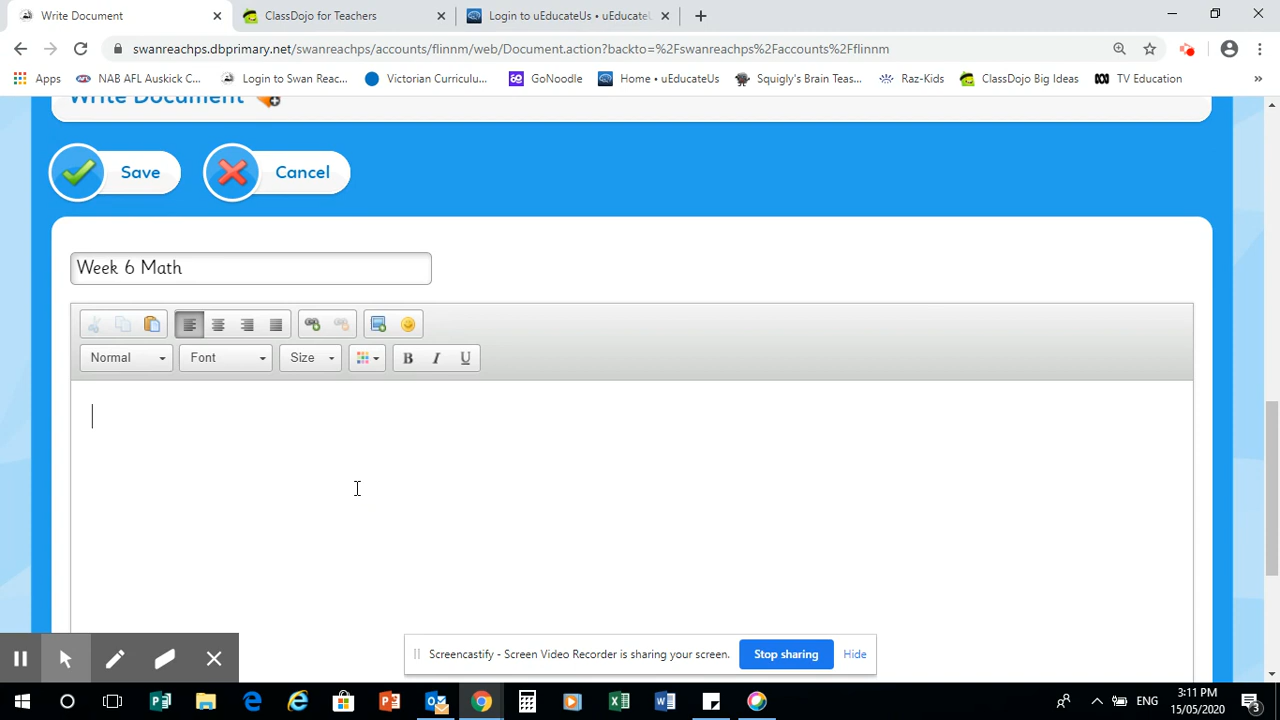 Write Document
ClassDojo for Teachers
Login to uEducateUs • uEducateU
swanreachps.dbprimary.net/swanreachps/accounts/flinnm/web/Document.action?backto=%2Fswanreachps%2Faccounts%2Fflinnm
Apps
NAB AFL Auskick C...
Login to Swan Reac...
Victorian Curriculu...
GoNoodle
Home • uEducateUs
Squigly's Brain Teas...
Raz-Kids
ClassDojo Big Ideas
TV Education
»
Write Document
Save
Cancel
Week 6 Math
Normal
Font
Size
B
I
U
Screencastify - Screen Video Recorder is sharing your screen.
Stop sharing
Hide
ENG
3:11 PM
15/05/2020
3